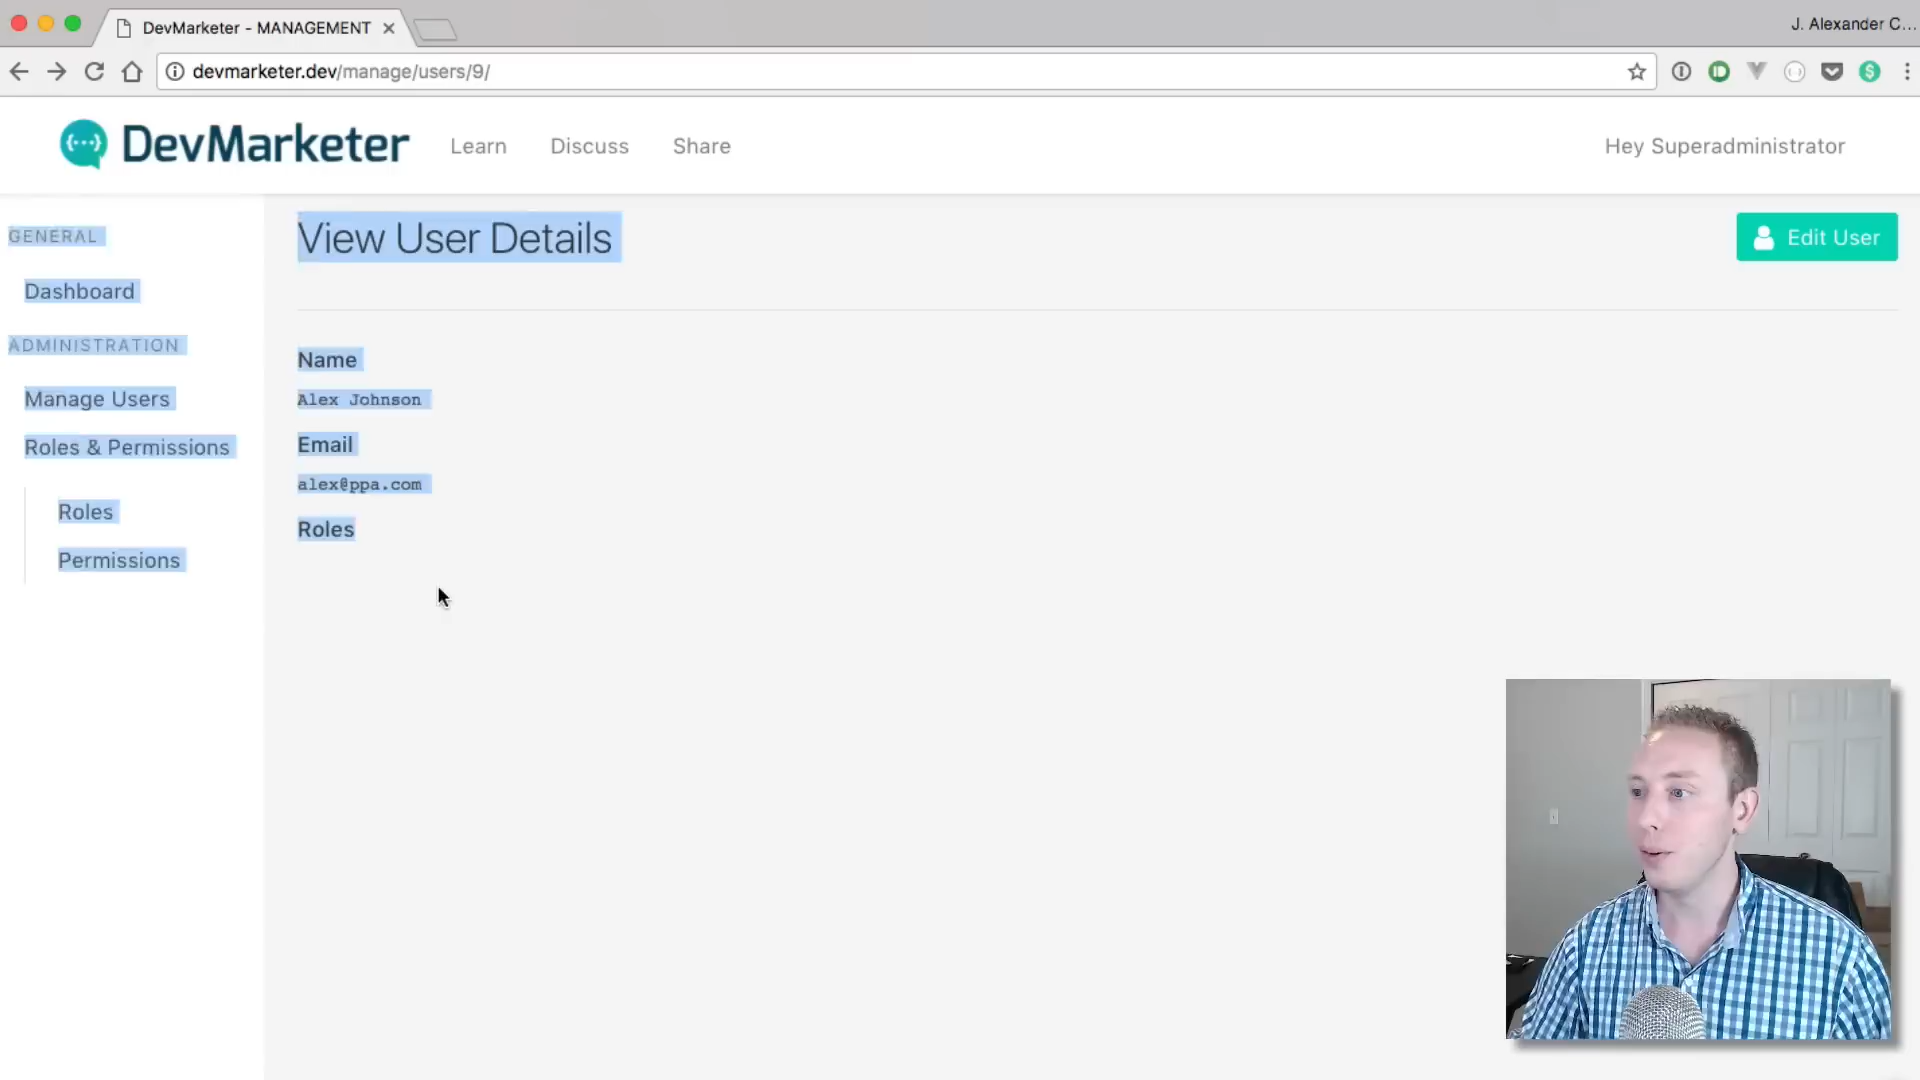 DevMarketer - MANAGEMENT
J. Alexander C...
devmarketer.dev/manage/users/9/
DevMarketer
Learn
Discuss
Share
Hey Superadministrator
GENERAL
Dashboard
ADMINISTRATION
Manage Users
Roles & Permissions
Roles
Permissions
View User Details
Edit User
Name
Alex Johnson
Email
alex@ppa.com
Roles